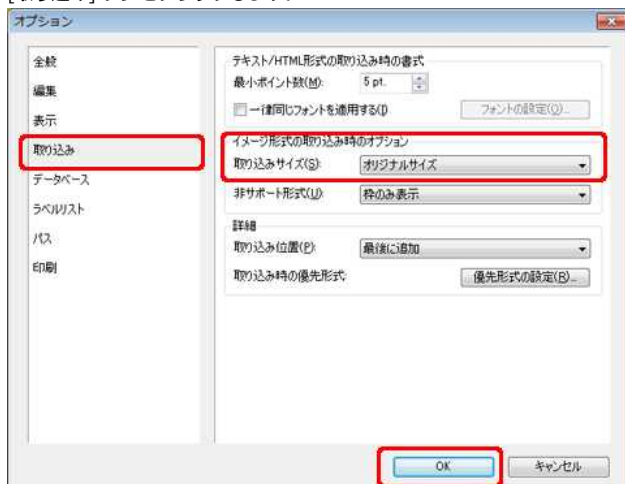 オプション
全般
編集
表示
取り込み
データベース
ラベルリスト
パス
印刷
テキスト/HTML形式の取り込み時の書式
最小ポイント数(M): 5 pt.
一律同じフォントを適用する(I) フォントの設定(O)...
イメージ形式の取り込み時のオプション
取り込みサイズ(S): オリジナルサイズ
非サポート形式(U): 枠のみ表示
詳細
取り込み位置(P): 最後に追加
取り込み時の優先形式: 優先形式の設定(R)...
OK キャンセル